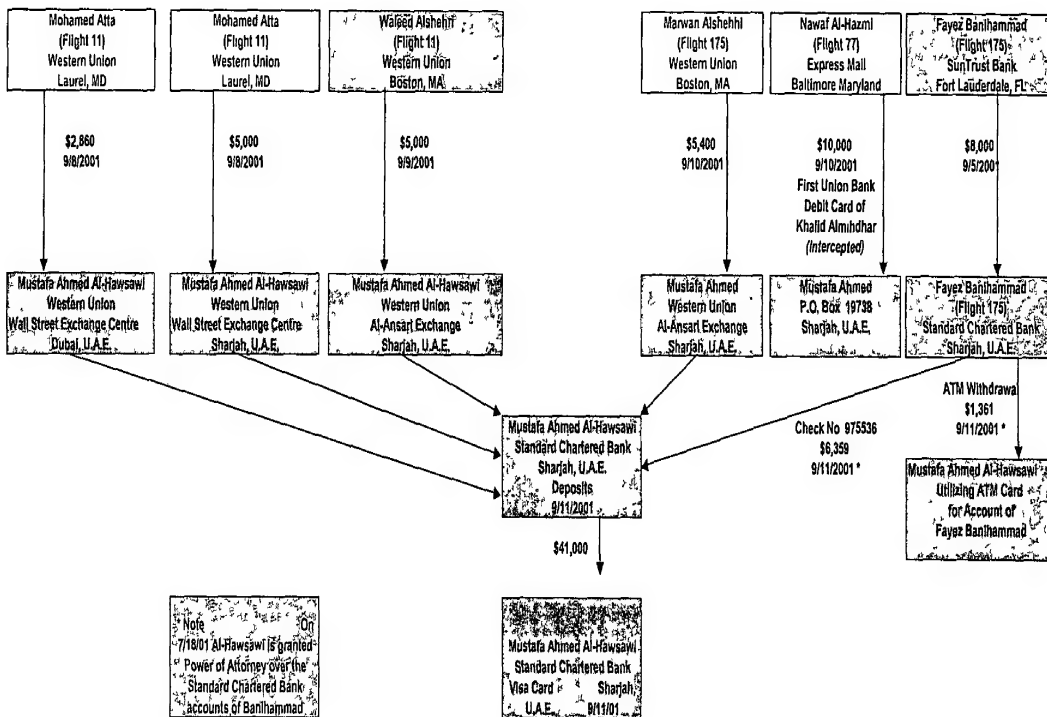 Mohamed Atta
(Flight 11)
Western Union
Laurel, MD
Mohamed Atta
(Flight 11)
Western Union
Laurel, MD
Waleed Alshehri
(Flight 11)
Western Union
Boston, MA
Marwan Alshehhi
(Flight 175)
Western Union
Boston, MA
Nawaf Al-Hazmi
(Flight 77)
Express Mail
Baltimore Maryland
Fayez Banihammad
(Flight 175)
SunTrust Bank
Fort Lauderdale, FL
$2,860
9/8/2001
$5,000
9/8/2001
$5,000
9/9/2001
$5,400
9/10/2001
$10,000
9/10/2001
First Union Bank
Debit Card of
Khalid Almihdhar
(Intercepted)
$8,000
9/5/2001
Mustafa Ahmed Al-Hawsawi
Western Union
Wall Street Exchange Centre
Dubai, U.A.E.
Mustafa Ahmed Al-Hawsawi
Western Union
Wall Street Exchange Centre
Sharjah, U.A.E.
Mustafa Ahmed Al-Hawsawi
Western Union
Al-Ansari Exchange
Sharjah, U.A.E.
Mustafa Ahmed
Western Union
Al-Ansari Exchange
Sharjah, U.A.E.
Mustafa Ahmed
P.O. Box 19738
Sharjah, U.A.E.
Fayez Banihammad
(Flight 175)
Standard Chartered Bank
Sharjah, U.A.E.
Mustafa Ahmed Al-Hawsawi
Standard Chartered Bank
Sharjah, U.A.E.
Deposits
9/11/2001
Check No 975536
$6,359
9/11/2001 *
ATM Withdrawal
$1,361
9/11/2001 *
Mustafa Ahmed Al-Hawsawi
Utilizing ATM Card
for Account of
Fayez Banihammad
$41,000
*Note On
7/18/01 Al-Hawsawi is granted
Power of Attorney over the
Standard Chartered Bank
accounts of Banihammad
Mustafa Ahmed Al-Hawsawi
Standard Chartered Bank
Visa Card Sharjah,
U.A.E. 9/11/01